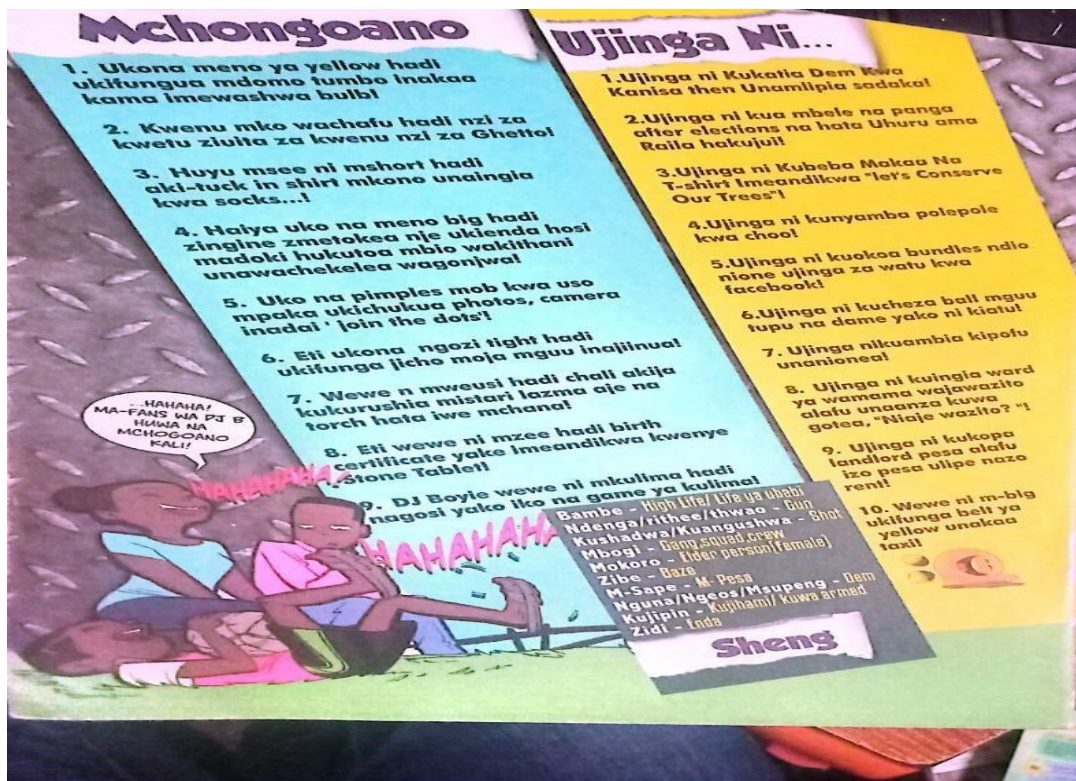 Mchongoano
1. Ukona meno ya yellow hadi
ukifungua mdomo tumbo inakaa
kama imewashwa bulb!
2. Kwenu mko wachafu hadi nzi za
kwetu ziuita za kwenu nzi za Ghetto!
3. Huyu msee ni mshort hadi
aki-tuck in shirt mkono unaingia
kwa socks...!
4. Haiya uko na meno big hadi
zingine zmetokea nje ukienda hosi
madoki hukutoa mbio wakithani
unawachekelea wagonjwa!
5. Uko na pimples mob kwa uso
mpaka ukichukua photos, camera
inadai ' join the dots'!
6. Eti ukona ngozi tight hadi
ukifunga jicho moja mguu inajiinua!
7. Wewe n mweusi hadi chali akija
kukurushia mistari lazma aje na
torch hata iwe mchana!
8. Eti wewe ni mzee hadi birth
certificate yake imeandikwa kwenye
stone Tablet!
9. DJ Boyie wewe ni mkulima hadi
nagosi yako iko na game ya kulima!
...HAHAHA!
MA-FANS WA DJ B
HUWA NA
MCHOGOANO
KALI!
HAHAHAHA!
HAHAHAHA
Ujinga Ni...
1.Ujinga ni Kukatia Dem Kwa
Kanisa then Unamlipia sadaka!
2.Ujinga ni kua mbele na panga
after elections na hata Uhuru ama
Raila hakujui!
3.Ujinga ni Kubeba Makaa Na
T-shirt Imeandikwa "let's Conserve
Our Trees"!
4.Ujinga ni kunyamba polepole
kwa choo!
5.Ujinga ni kuokoa bundles ndio
nione ujinga za watu kwa
facebook!
6.Ujinga ni kucheza ball mguu
tupu na dame yako ni kiatu!
7. Ujinga nikuambia kipofu
unanionea!
8. Ujinga ni kuingia ward
ya wamama wajawazito
alafu unaanza kuwa
gotea, "Niaje wazito? "!
9. Ujinga ni kukopa
landlord pesa alafu
izo pesa ulipe nazo
rent!
10. Wewe ni m-big
ukifunga belt ya
yellow unakaa
taxi!
Bambe - High Life/ Life ya ubabi
Ndenga/rithee/thwao - Gun
Kushadwa/Kuangushwa - Shot
Mbogi - Gang,squad,crew
Mokoro - Older person(female)
Zibe - Baze
M-Sape - M- Pesa
Nguna/Ngeos/Msupeng - Dem
Kujipin - Kujihami/ Kuwa armed
Zidi - Enda
Sheng